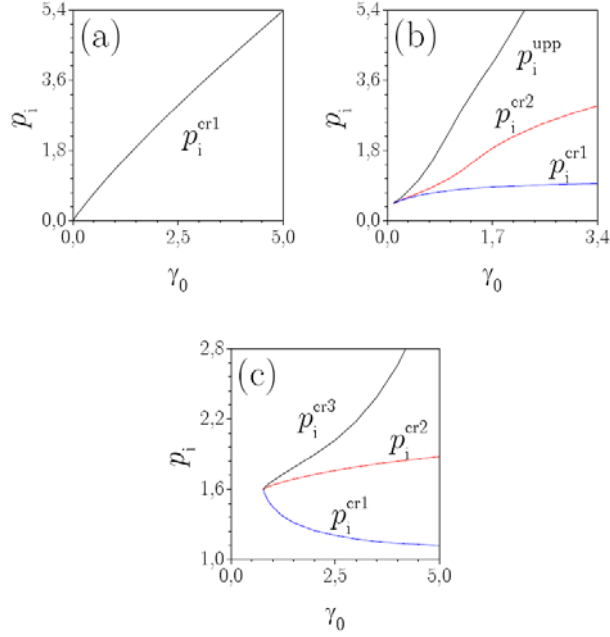 (a)
5,4
3,6
1,8
0,0
p_i
p_i^cr1
0,0 2,5 5,0
γ_0
(b)
5,4
3,6
1,8
0,0
p_i
p_i^upp
p_i^cr2
p_i^cr1
0,0 1,7 3,4
γ_0
(c)
2,8
2,2
1,6
1,0
p_i
p_i^cr3
p_i^cr2
p_i^cr1
0,0 2,5 5,0
γ_0